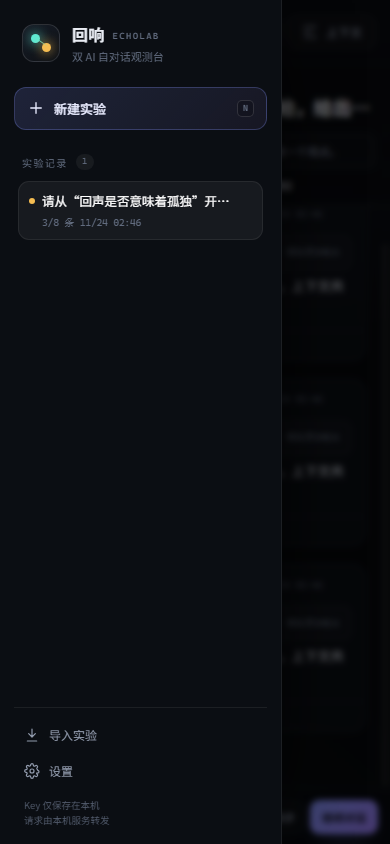 回响 ECHOLAB
双 AI 自对话观测台
新建实验 N
实验记录 1
请从“回声是否意味着孤独”开…
3/8 条 11/24 02:46
导入实验
设置
Key 仅保存在本机
请求由本机服务转发